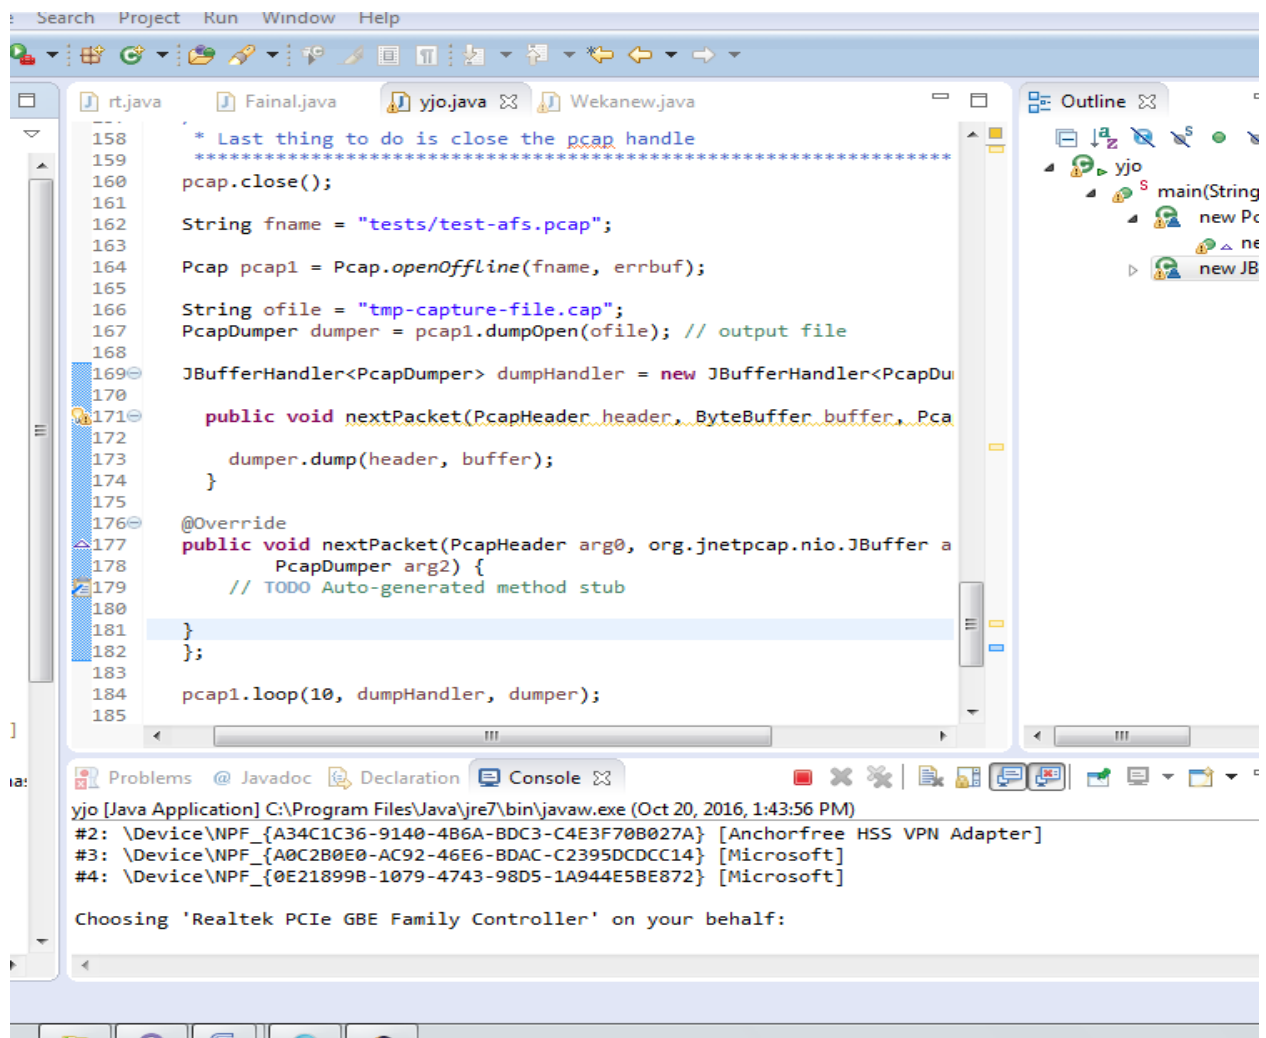 Search Project Run Window Help
rt.java Fainal.java yjo.java Wekanew.java Outline
158 * Last thing to do is close the pcap handle
159 *****************************************************************
160 pcap.close();
161
162 String fname = "tests/test-afs.pcap";
163
164 Pcap pcap1 = Pcap.openOffline(fname, errbuf);
165
166 String ofile = "tmp-capture-file.cap";
167 PcapDumper dumper = pcap1.dumpOpen(ofile); // output file
168
169 JBufferHandler<PcapDumper> dumpHandler = new JBufferHandler<PcapDu
170
171 public void nextPacket(PcapHeader header, ByteBuffer buffer, Pca
172
173 dumper.dump(header, buffer);
174 }
175
176 @Override
177 public void nextPacket(PcapHeader arg0, org.jnetpcap.nio.JBuffer a
178 PcapDumper arg2) {
179 // TODO Auto-generated method stub
180
181 }
182 };
183
184 pcap1.loop(10, dumpHandler, dumper);
185
yjo
main(String
new Pc
ne
new JB
Problems @ Javadoc Declaration Console
yjo [Java Application] C:\Program Files\Java\jre7\bin\javaw.exe (Oct 20, 2016, 1:43:56 PM)
#2: \Device\NPF_{A34C1C36-9140-4B6A-BDC3-C4E3F70B027A} [Anchorfree HSS VPN Adapter]
#3: \Device\NPF_{A0C2B0E0-AC92-46E6-BDAC-C2395DCDCC14} [Microsoft]
#4: \Device\NPF_{0E21899B-1079-4743-98D5-1A944E5BE872} [Microsoft]
Choosing 'Realtek PCIe GBE Family Controller' on your behalf: